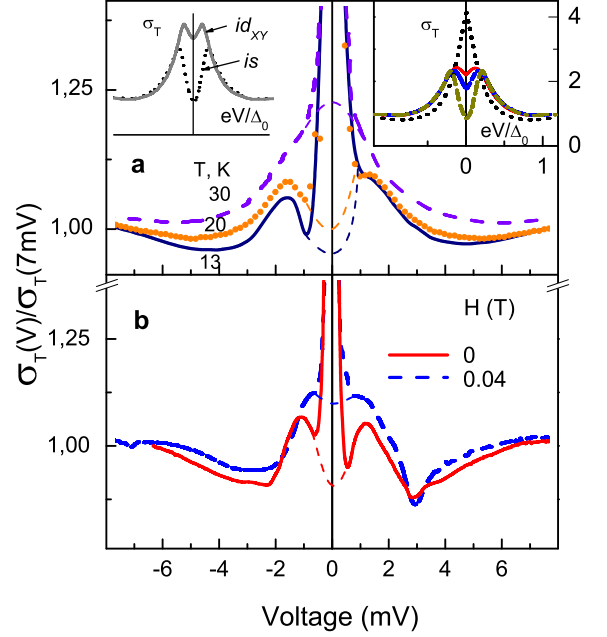 σT
idXY
is
eV/Δ0
σT
4
2
0
eV/Δ0
0
1
1,25
a
T, K
30
20
13
1,00
σT(V)/σT(7mV)
b
H (T)
0
0.04
1,25
1,00
-6
-4
-2
0
2
4
6
Voltage (mV)